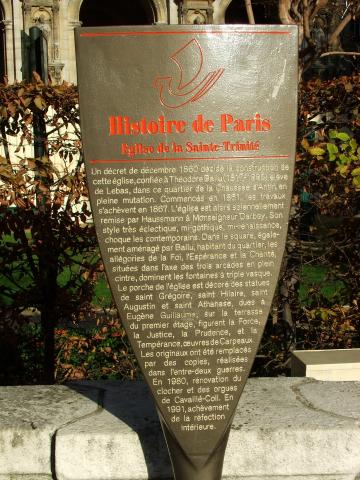 Histoire de Paris
Eglise de la Sainte-Trinité
Un décret de décembre 1860 décide la construction de
cette église, confiée à Théodore Ballu (1817-1885) élève
de Lebas, dans ce quartier de la Chaussée d'Antin, en
pleine mutation. Commencés en 1861, les travaux
s'achèvent en 1867. L'église est alors solennellement
remise par Haussmann à Monseigneur Darboy. Son
style très éclectique, mi-gothique, mi-renaissance,
choque les contemporains. Dans le square, égale-
ment aménagé par Ballu, habitant du quartier, les
allégories de la Foi, l'Espérance et la Charité,
situées dans l'axe des trois arcades en plein
cintre, dominent les fontaines à triple vasque.
Le porche de l'église est décoré des statues
de saint Grégoire, saint Hilaire, saint
Augustin et saint Athanase, dues à
Eugène Guillaume; sur la terrasse
du premier étage, figurent la Force,
la Justice, la Prudence, et la
Tempérance, œuvres de Carpeaux.
Les originaux ont été remplacés
par des copies, réalisées
dans l'entre-deux guerres.
En 1980, rénovation du
clocher et des orgues
de Cavaillé-Coll. En
1991, achèvement
de la réfection
intérieure.